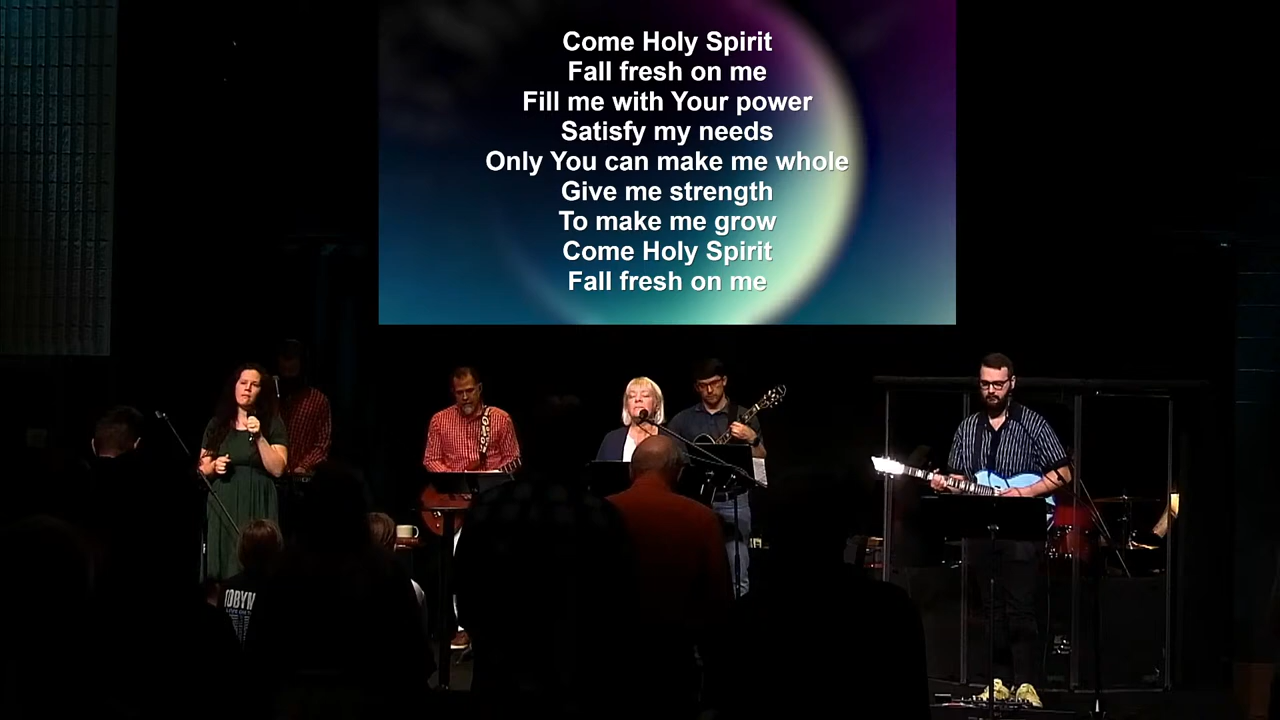 Come Holy Spirit
Fall fresh on me
Fill me with Your power
Satisfy my needs
Only You can make me whole
Give me strength
To make me grow
Come Holy Spirit
Fall fresh on me
OBYM